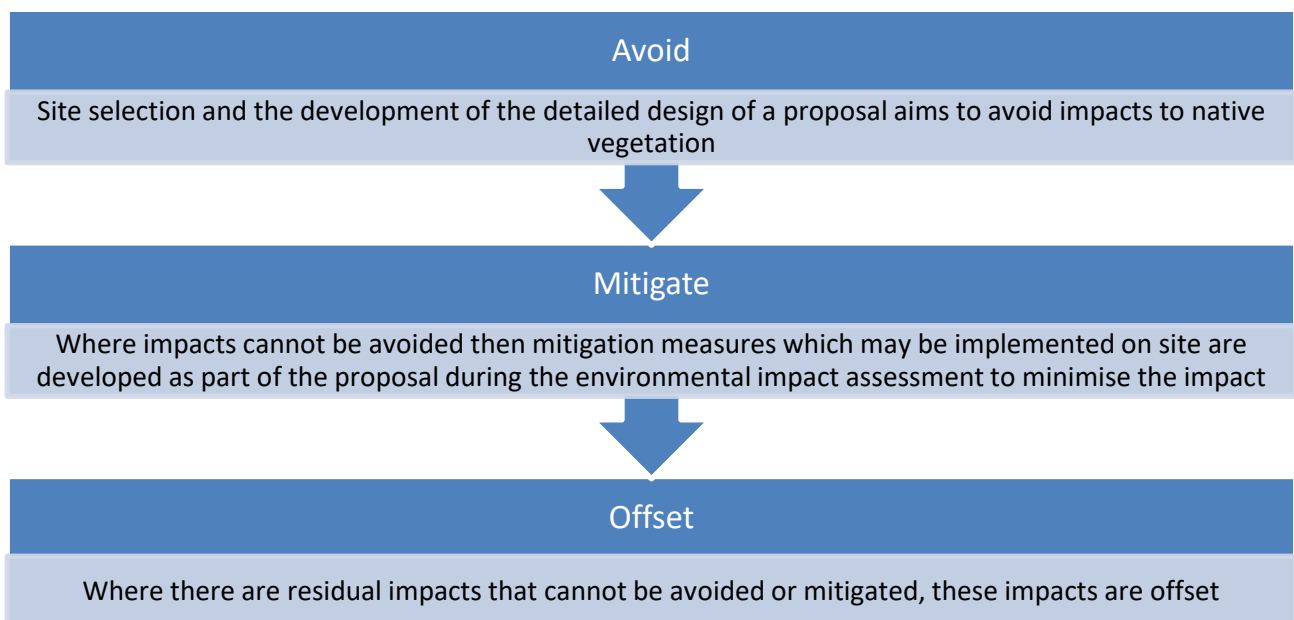 Avoid
Site selection and the development of the detailed design of a proposal aims to avoid impacts to native
vegetation
Mitigate
Where impacts cannot be avoided then mitigation measures which may be implemented on site are
developed as part of the proposal during the environmental impact assessment to minimise the impact
Offset
Where there are residual impacts that cannot be avoided or mitigated, these impacts are offset